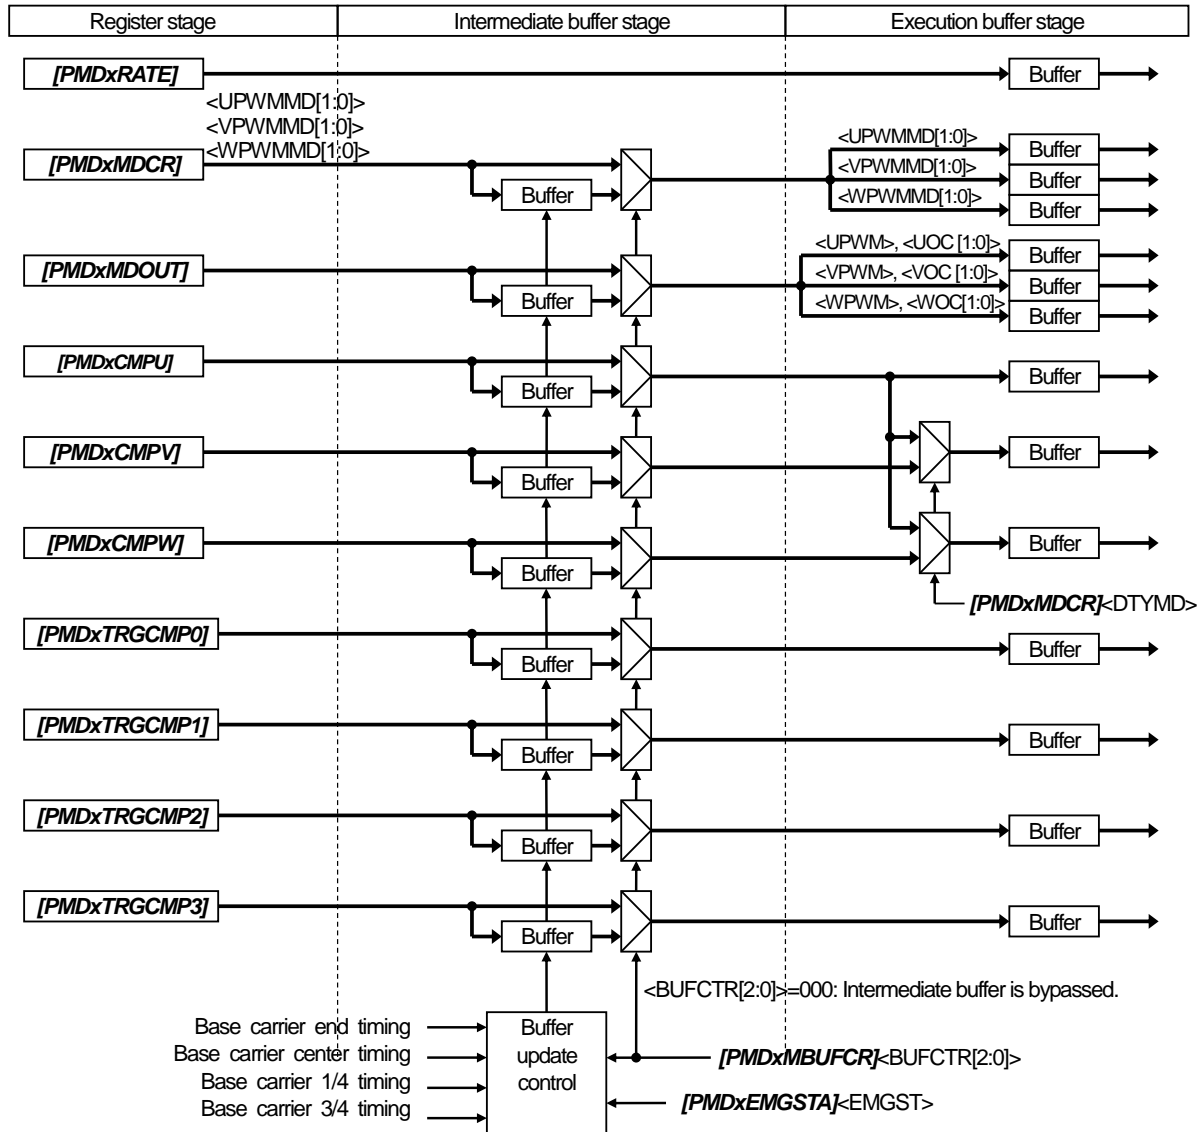 Register stage
Intermediate buffer stage
Execution buffer stage
[PMDxRATE]
Buffer
<UPWMMD[1:0]>
<VPWMMD[1:0]>
<WPWMMD[1:0]>
[PMDxMDCR]
Buffer
<UPWMMD[1:0]>
Buffer
<VPWMMD[1:0]>
Buffer
<WPWMMD[1:0]>
Buffer
[PMDxMDOUT]
Buffer
<UPWM>, <UOC [1:0]>
Buffer
<VPWM>, <VOC [1:0]>
Buffer
<WPWM>, <WOC[1:0]>
Buffer
[PMDxCMPU]
Buffer
Buffer
[PMDxCMPV]
Buffer
Buffer
[PMDxCMPW]
Buffer
Buffer
[PMDxMDCR]<DTYMD>
[PMDxTRGCMP0]
Buffer
Buffer
[PMDxTRGCMP1]
Buffer
Buffer
[PMDxTRGCMP2]
Buffer
Buffer
[PMDxTRGCMP3]
Buffer
Buffer
<BUFCTR[2:0]>=000: Intermediate buffer is bypassed.
Base carrier end timing
Base carrier center timing
Base carrier 1/4 timing
Base carrier 3/4 timing
Buffer
update
control
[PMDxMBUFCR]<BUFCTR[2:0]>
[PMDxEMGSTA]<EMGST>